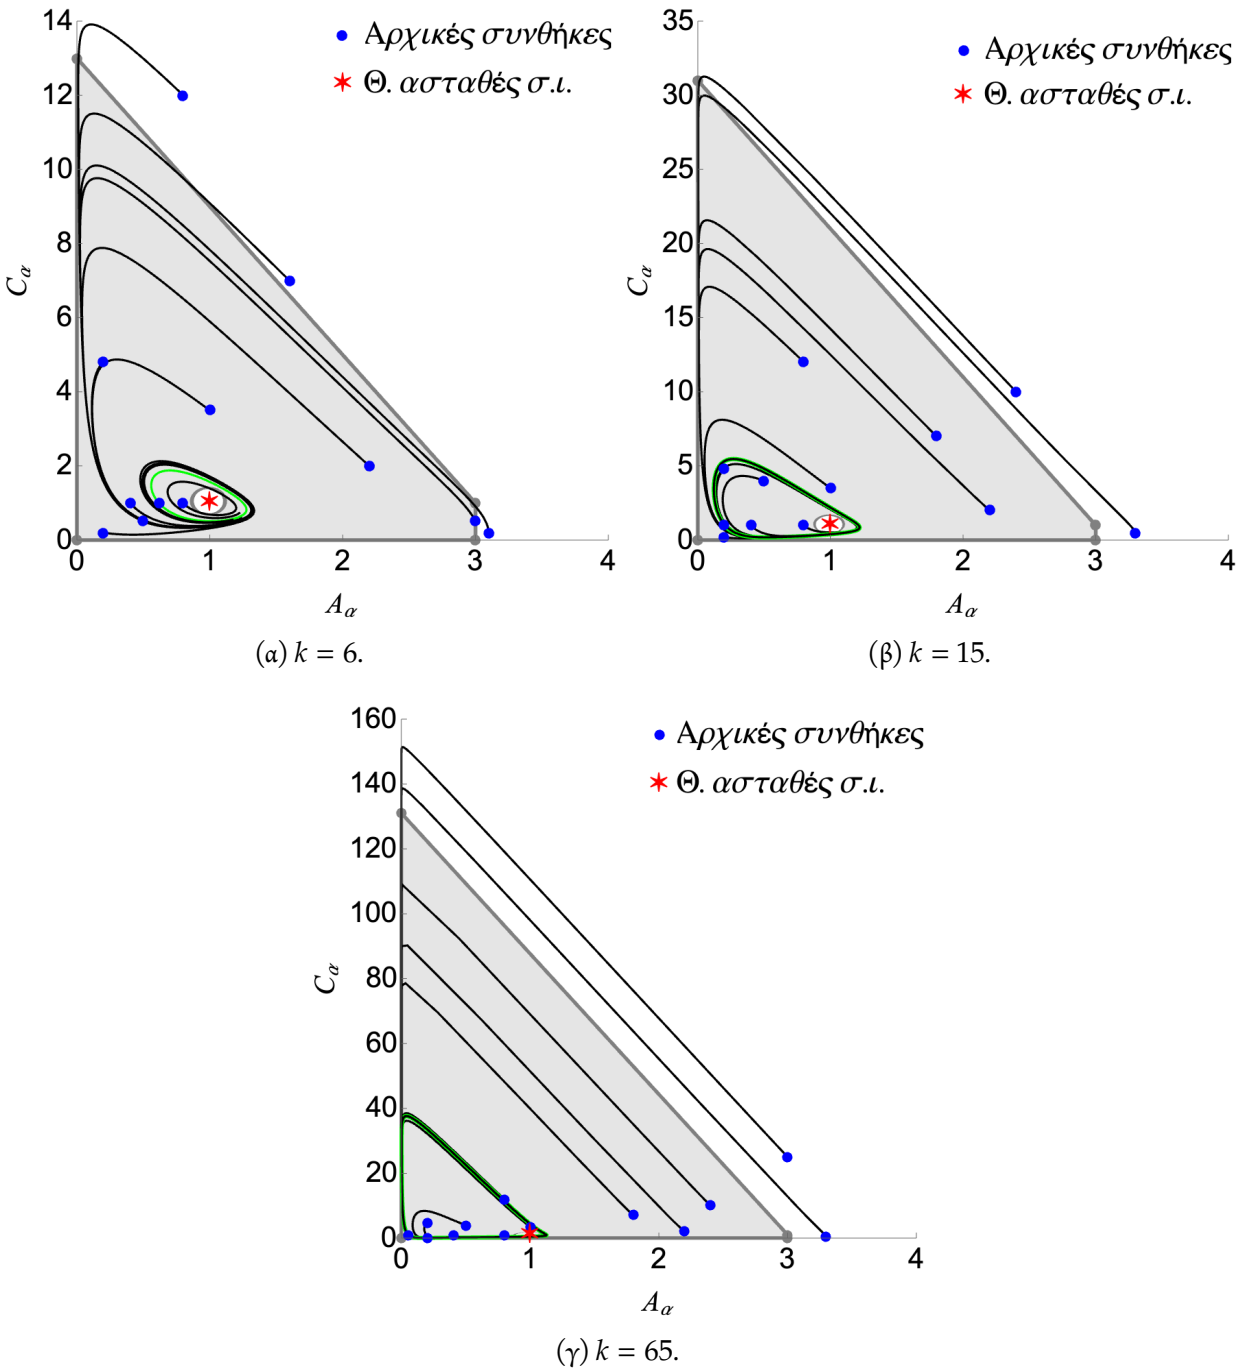 14
12
10
8
6
4
2
0
C_α
0 1 2 3 4
A_α
Αρχικές συνθήκες
Θ. ασταθές σ.ι.
(α) k = 6.
35
30
25
20
15
10
5
0
C_α
0 1 2 3 4
A_α
Αρχικές συνθήκες
Θ. ασταθές σ.ι.
(β) k = 15.
160
140
120
100
80
60
40
20
0
C_α
0 1 2 3 4
A_α
Αρχικές συνθήκες
Θ. ασταθές σ.ι.
(γ) k = 65.